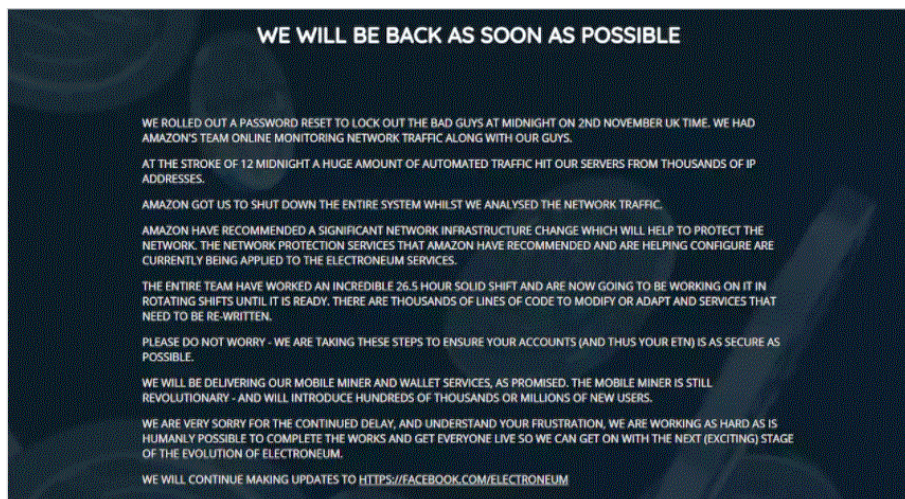 WE WILL BE BACK AS SOON AS POSSIBLE
WE ROLLED OUT A PASSWORD RESET TO LOCK OUT THE BAD GUYS AT MIDNIGHT ON 2ND NOVEMBER UK TIME. WE HAD
AMAZON'S TEAM ONLINE MONITORING NETWORK TRAFFIC ALONG WITH OUR GUYS.
AT THE STROKE OF 12 MIDNIGHT A HUGE AMOUNT OF AUTOMATED TRAFFIC HIT OUR SERVERS FROM THOUSANDS OF IP
ADDRESSES.
AMAZON GOT US TO SHUT DOWN THE ENTIRE SYSTEM WHILST WE ANALYSED THE NETWORK TRAFFIC.
AMAZON HAVE RECOMMENDED A SIGNIFICANT NETWORK INFRASTRUCTURE CHANGE WHICH WILL HELP TO PROTECT THE
NETWORK. THE NETWORK PROTECTION SERVICES THAT AMAZON HAVE RECOMMENDED AND ARE HELPING CONFIGURE ARE
CURRENTLY BEING APPLIED TO THE ELECTRONEUM SERVICES.
THE ENTIRE TEAM HAVE WORKED AN INCREDIBLE 26.5 HOUR SOLID SHIFT AND ARE NOW GOING TO BE WORKING ON IT IN
ROTATING SHIFTS UNTIL IT IS READY. THERE ARE THOUSANDS OF LINES OF CODE TO MODIFY OR ADAPT AND SERVICES THAT
NEED TO BE RE-WRITTEN.
PLEASE DO NOT WORRY - WE ARE TAKING THESE STEPS TO ENSURE YOUR ACCOUNTS (AND THUS YOUR ETN) IS AS SECURE AS
POSSIBLE.
WE WILL BE DELIVERING OUR MOBILE MINER AND WALLET SERVICES, AS PROMISED. THE MOBILE MINER IS STILL
REVOLUTIONARY - AND WILL INTRODUCE HUNDREDS OF THOUSANDS OR MILLIONS OF NEW USERS.
WE ARE VERY SORRY FOR THE CONTINUED DELAY, AND UNDERSTAND YOUR FRUSTRATION, WE ARE WORKING AS HARD AS IS
HUMANLY POSSIBLE TO COMPLETE THE WORKS AND GET EVERYONE LIVE SO WE CAN GET ON WITH THE NEXT (EXCITING) STAGE
OF THE EVOLUTION OF ELECTRONEUM.
WE WILL CONTINUE MAKING UPDATES TO HTTPS://FACEBOOK.COM/ELECTRONEUM